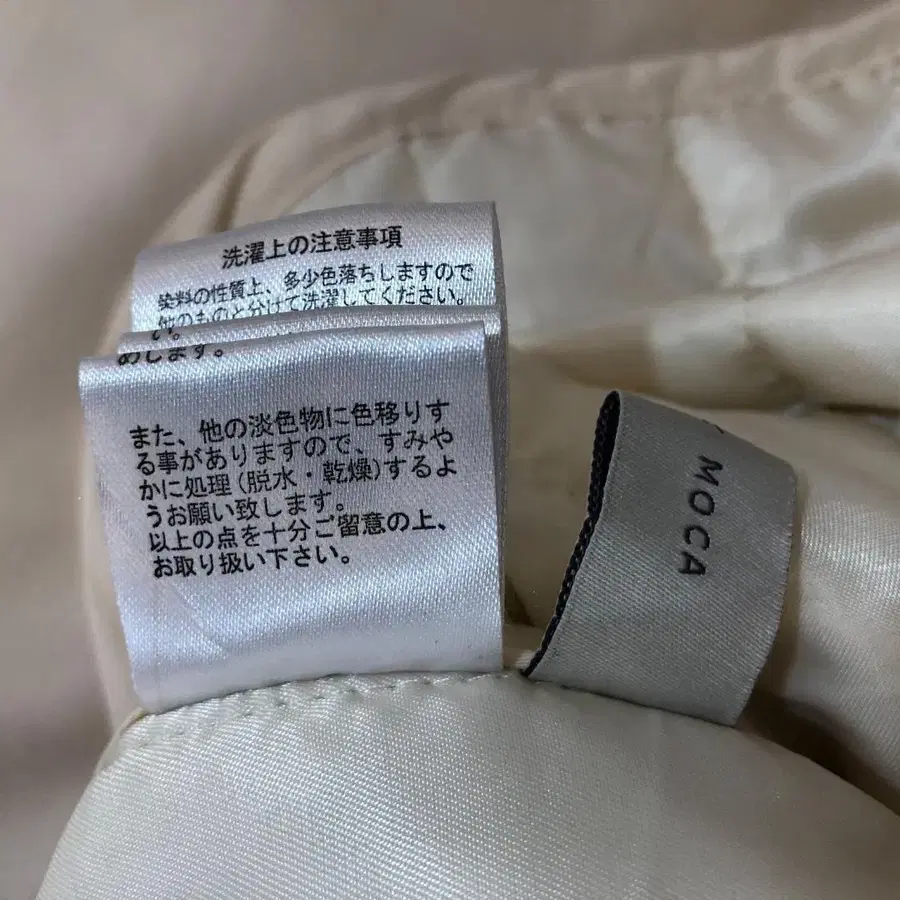 洗濯上の注意事項
染料の性質上、多少色落ちしますので
他のものと分けて洗濯してください。
い。
めします。
また、他の淡色物に色移りす
る事がありますので、すみや
かに処理(脱水・乾燥)するよ
うお願い致します。
以上の点を十分ご留意の上、
お取り扱い下さい。
MOCA